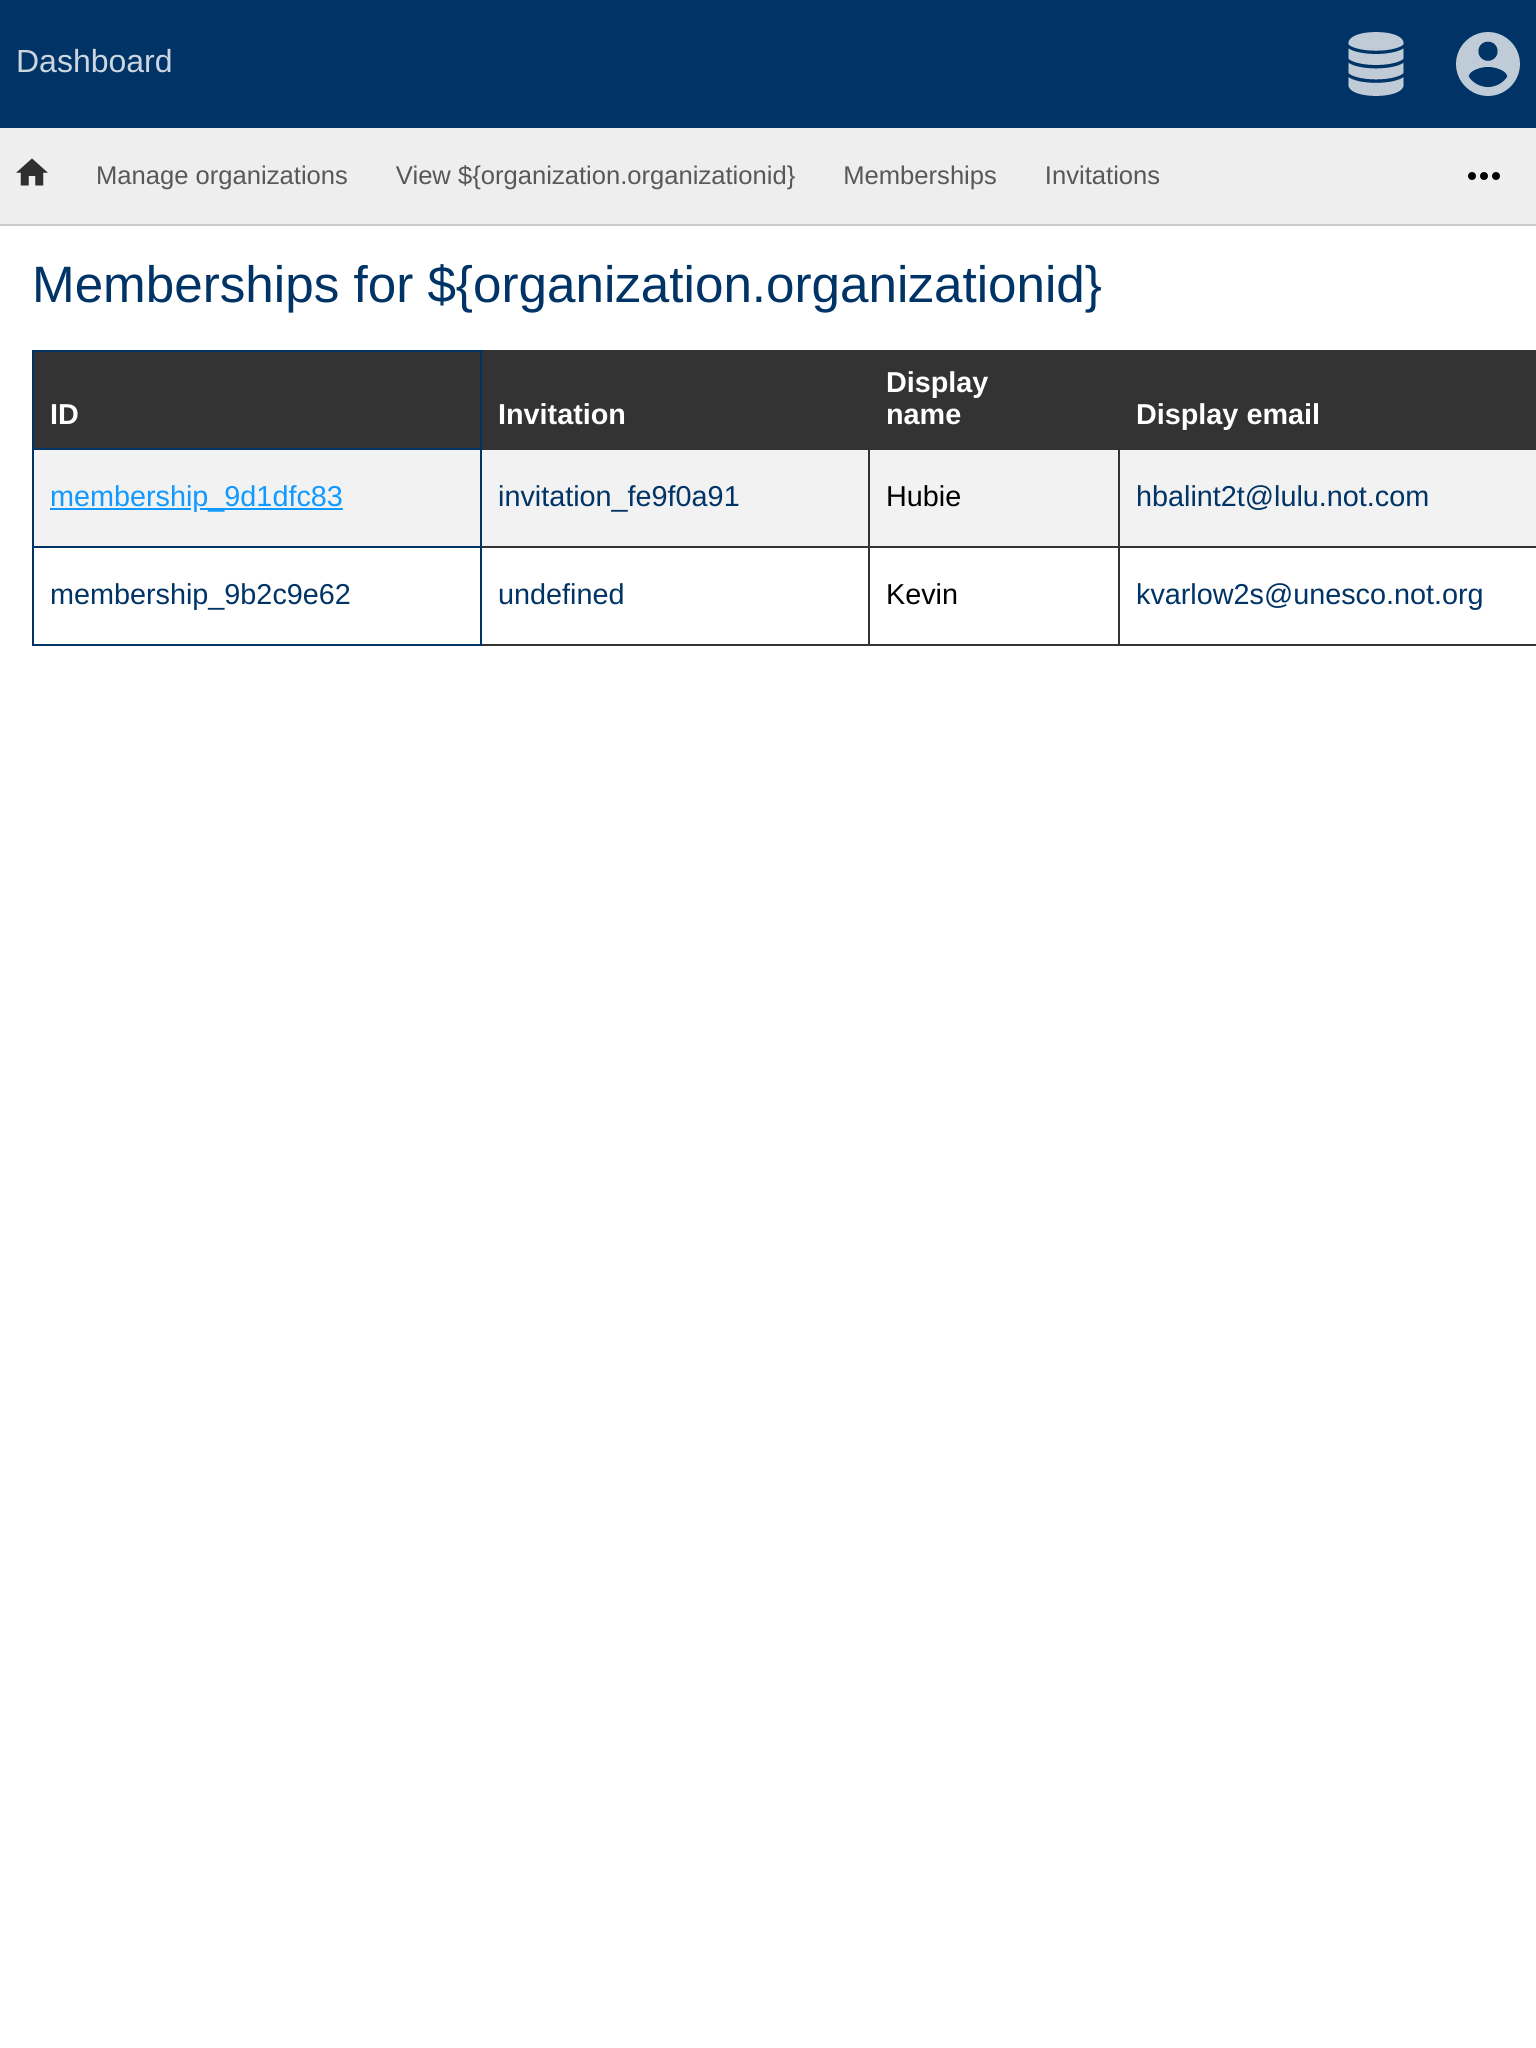 Dashboard
Manage organizations View ${organization.organizationid} Memberships Invitations
Memberships for ${organization.organizationid}
ID Invitation Display name Display email
membership_9d1dfc83 invitation_fe9f0a91 Hubie hbalint2t@lulu.not.com
membership_9b2c9e62 undefined Kevin kvarlow2s@unesco.not.org